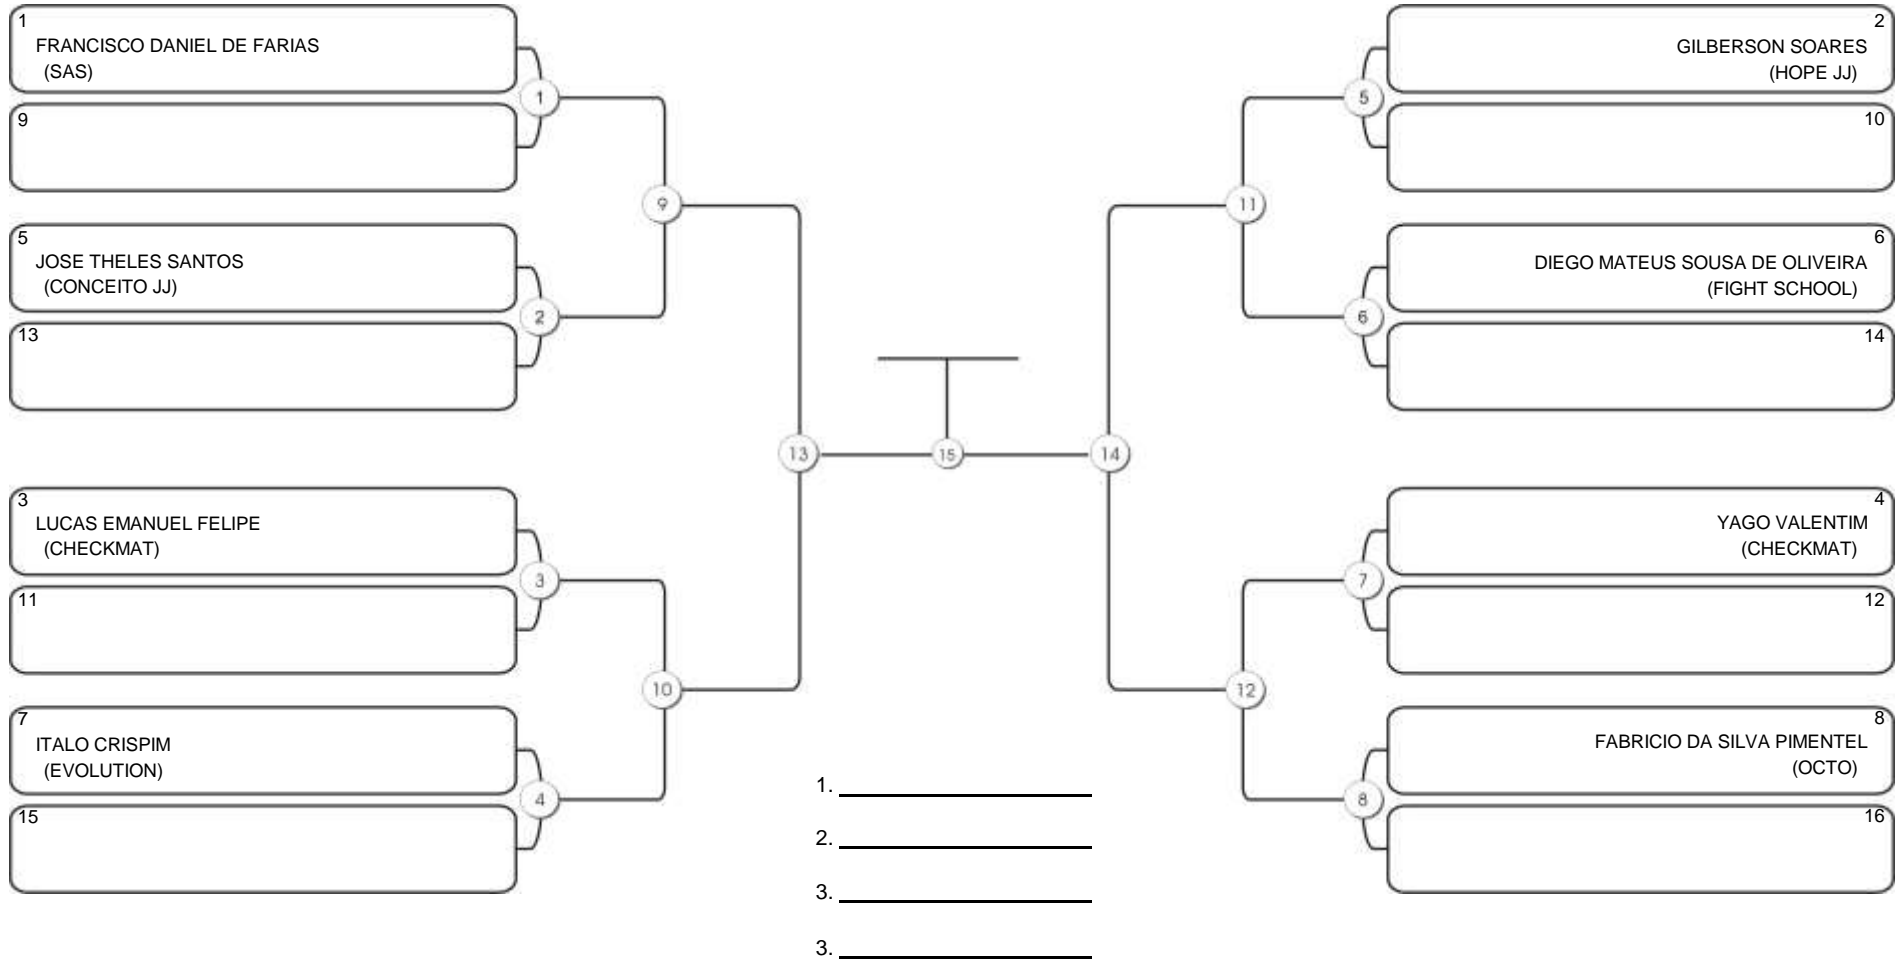 1
FRANCISCO DANIEL DE FARIAS
(SAS)
1
9
9
5
JOSE THELES SANTOS
(CONCEITO JJ)
2
13
13
3
LUCAS EMANUEL FELIPE
(CHECKMAT)
3
11
10
7
ITALO CRISPIM
(EVOLUTION)
4
15
15
2
GILBERSON SOARES
(HOPE JJ)
5
10
11
6
DIEGO MATEUS SOUSA DE OLIVEIRA
(FIGHT SCHOOL)
6
14
14
4
YAGO VALENTIM
(CHECKMAT)
7
12
12
8
FABRICIO DA SILVA PIMENTEL
(OCTO)
8
16
1.
2.
3.
3.